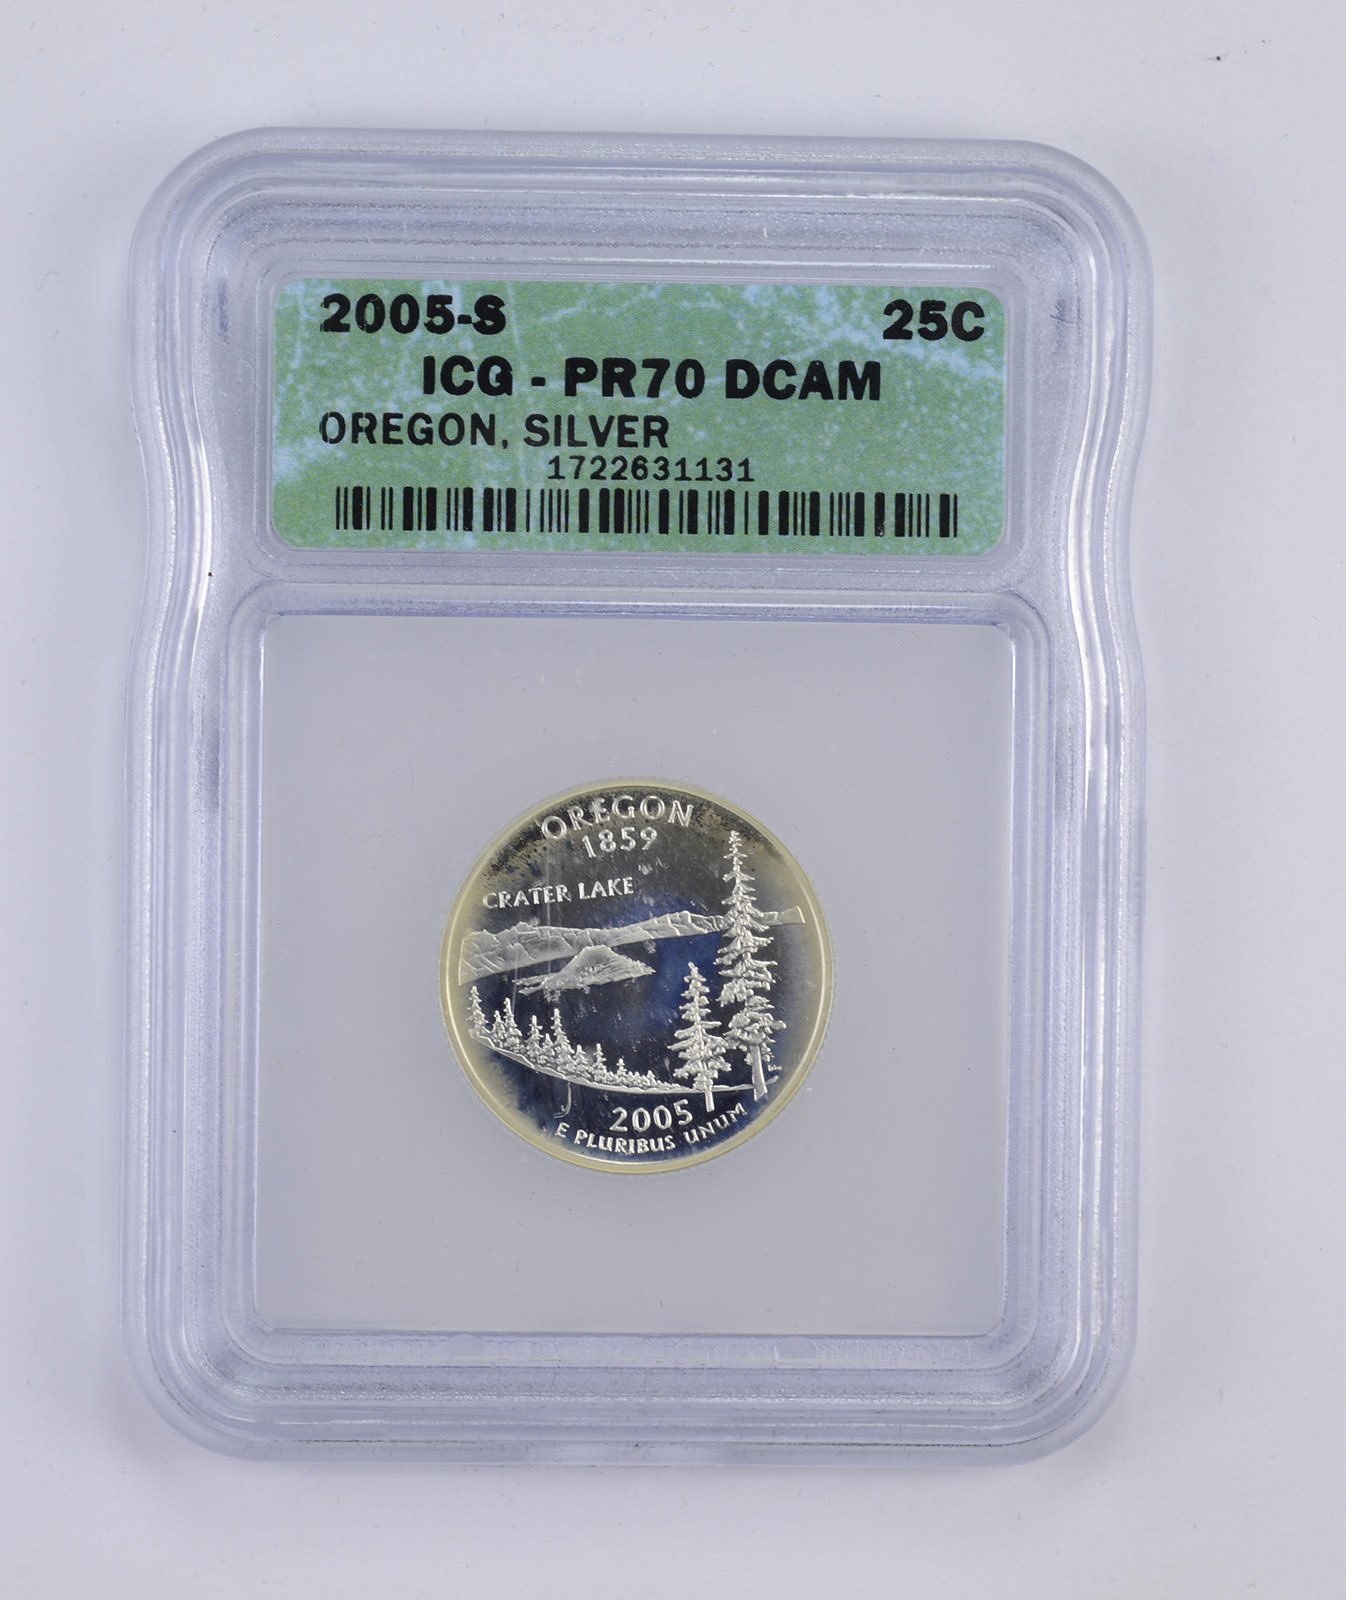 2005-S 25C
ICG - PR70 DCAM
OREGON, SILVER
1722631131
OREGON
1859
CRATER LAKE
2005
E PLURIBUS UNUM